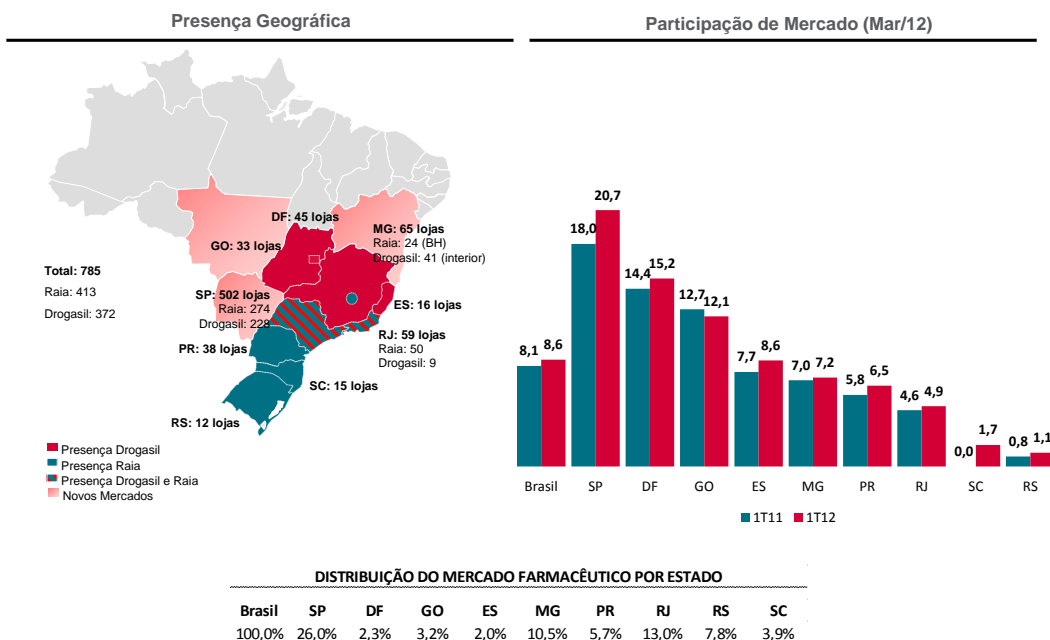 Presença Geográfica
DF: 45 lojas
MG: 65 lojas
Raia: 24 (BH)
Drogasil: 41 (interior)
GO: 33 lojas
Total: 785
Raia: 413
Drogasil: 372
SP: 502 lojas
Raia: 274
Drogasil: 228
ES: 16 lojas
RJ: 59 lojas
Raia: 50
Drogasil: 9
PR: 38 lojas
SC: 15 lojas
RS: 12 lojas
Presença Drogasil
Presença Raia
Presença Drogasil e Raia
Novos Mercados
Participação de Mercado (Mar/12)
8,1 8,6 18,0 20,7 14,4 15,2 12,7 12,1 7,7 8,6 7,0 7,2 5,8 6,5 4,6 4,9 0,0 1,7 0,8 1,1
Brasil SP DF GO ES MG PR RJ SC RS
1T11 1T12
DISTRIBUIÇÃO DO MERCADO FARMACÊUTICO POR ESTADO
Brasil SP DF GO ES MG PR RJ RS SC
100,0% 26,0% 2,3% 3,2% 2,0% 10,5% 5,7% 13,0% 7,8% 3,9%